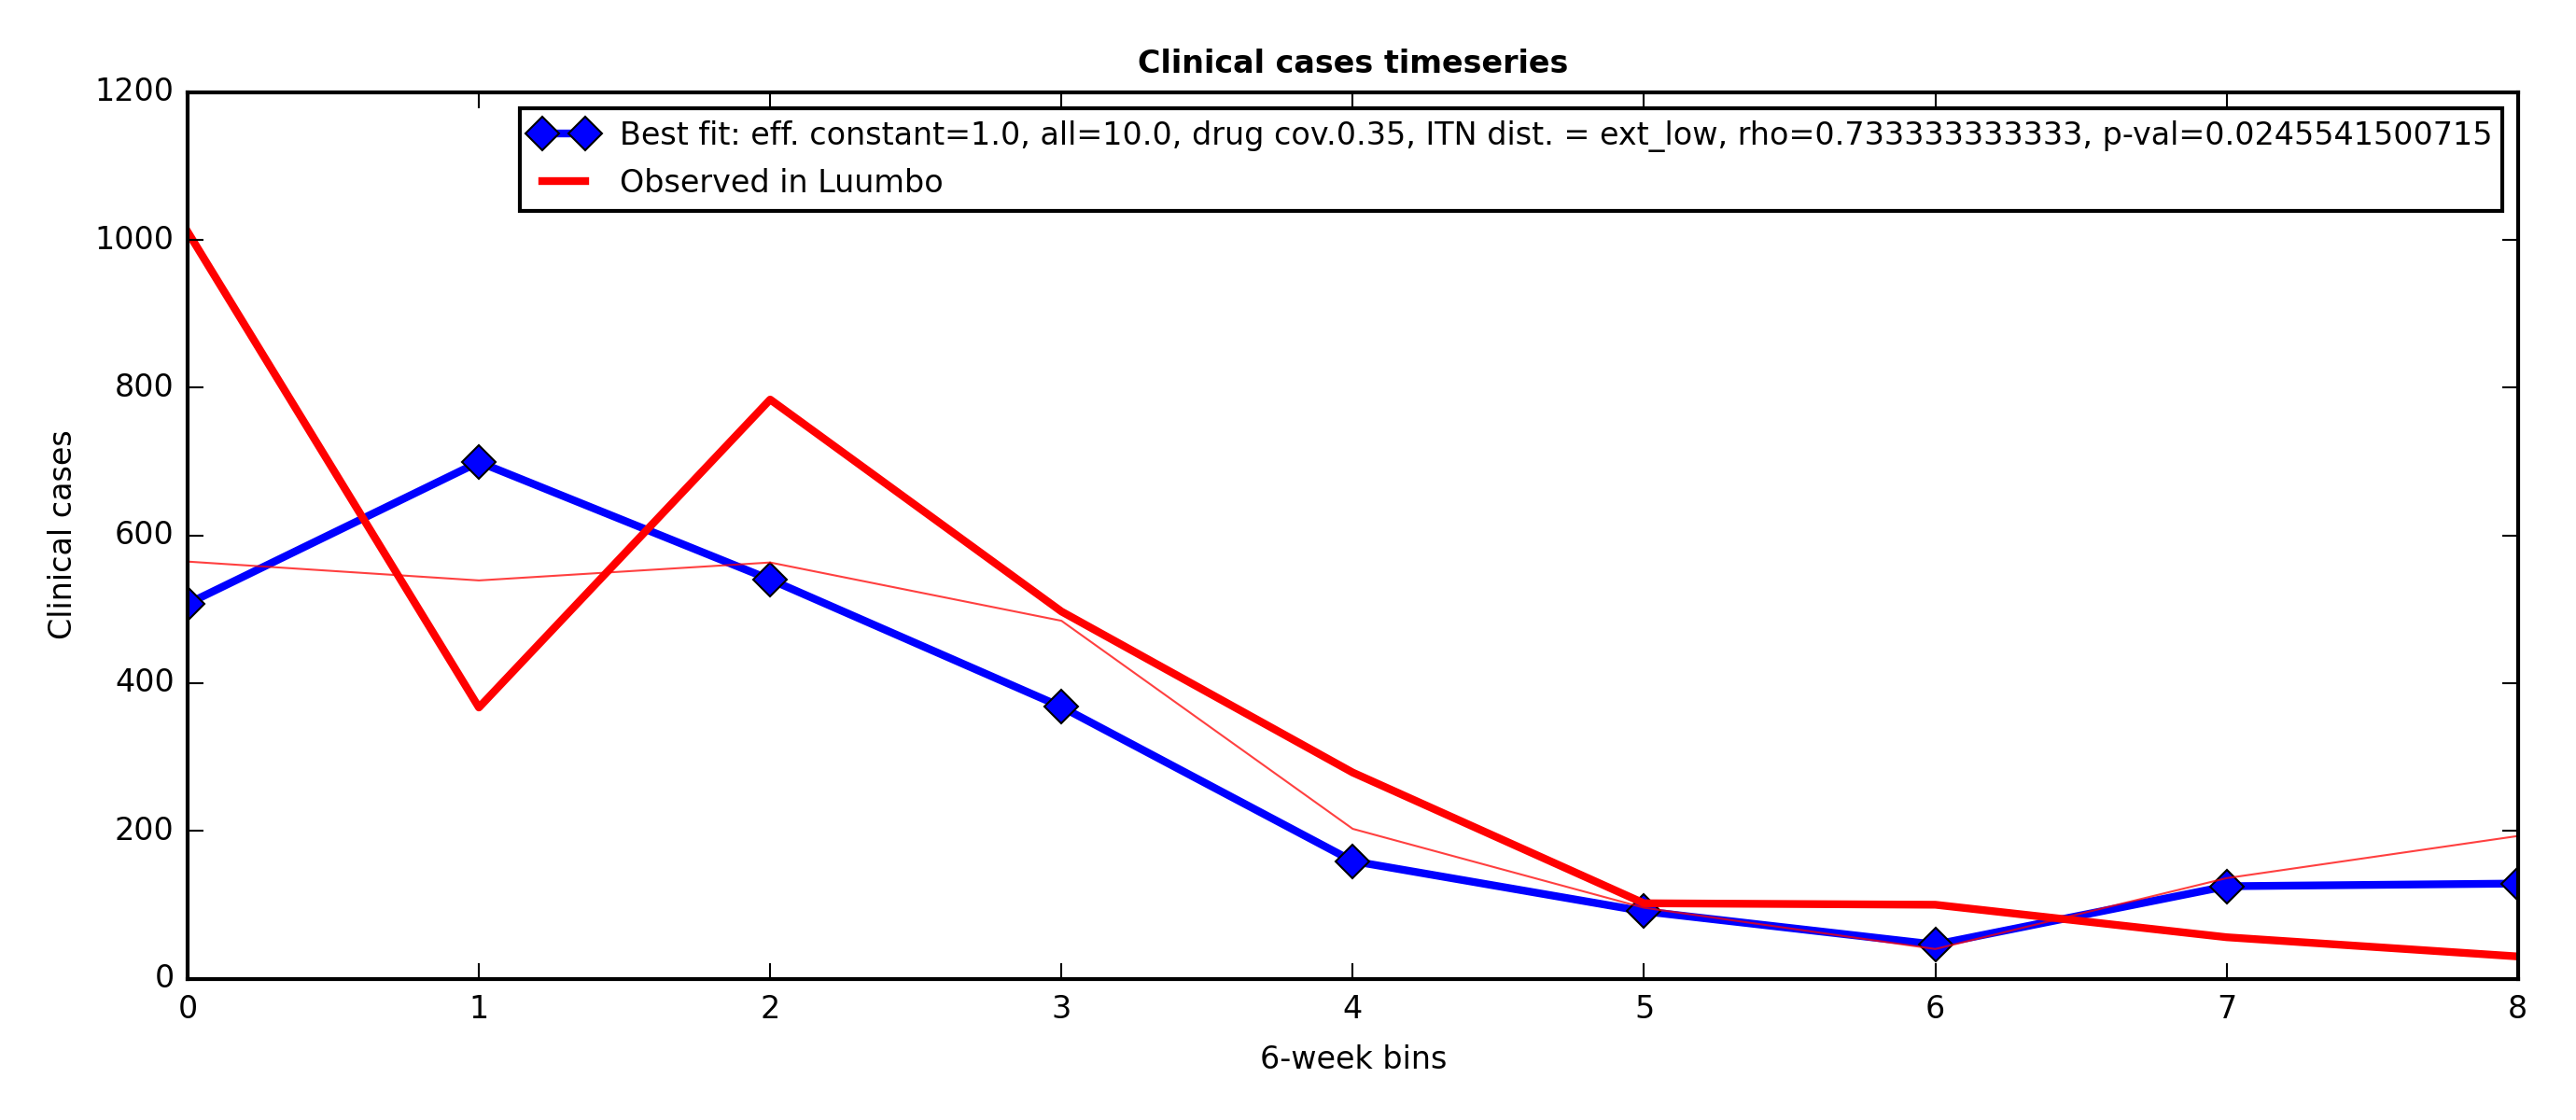 Clinical cases timeseries
Best fit: eff. constant=1.0, all=10.0, drug cov.0.35, ITN dist. = ext_low, rho=0.733333333333, p-val=0.0245541500715
Observed in Luumbo
Clinical cases
1200
1000
800
600
400
200
0
0 1 2 3 4 5 6 7 8
6-week bins